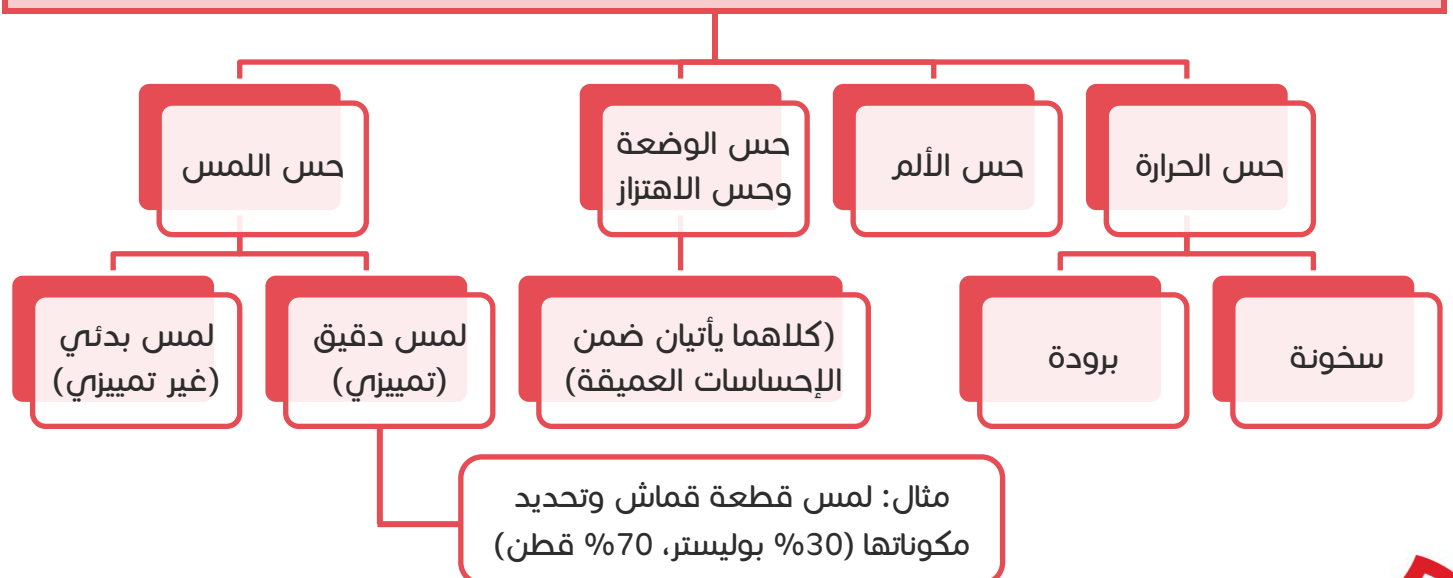 حس الحرارة
حس الألم
حس الوضعة
وحس الاهتزاز
حس اللمس
سخونة
برودة
(كلاهما يأتيان ضمن
الإحساسات العميقة)
لمس دقيق
(تمييزي)
لمس بدئي
(غير تمييزي)
مثال: لمس قطعة قماش وتحديد
مكوناتها (30% بوليستر، 70% قطن)